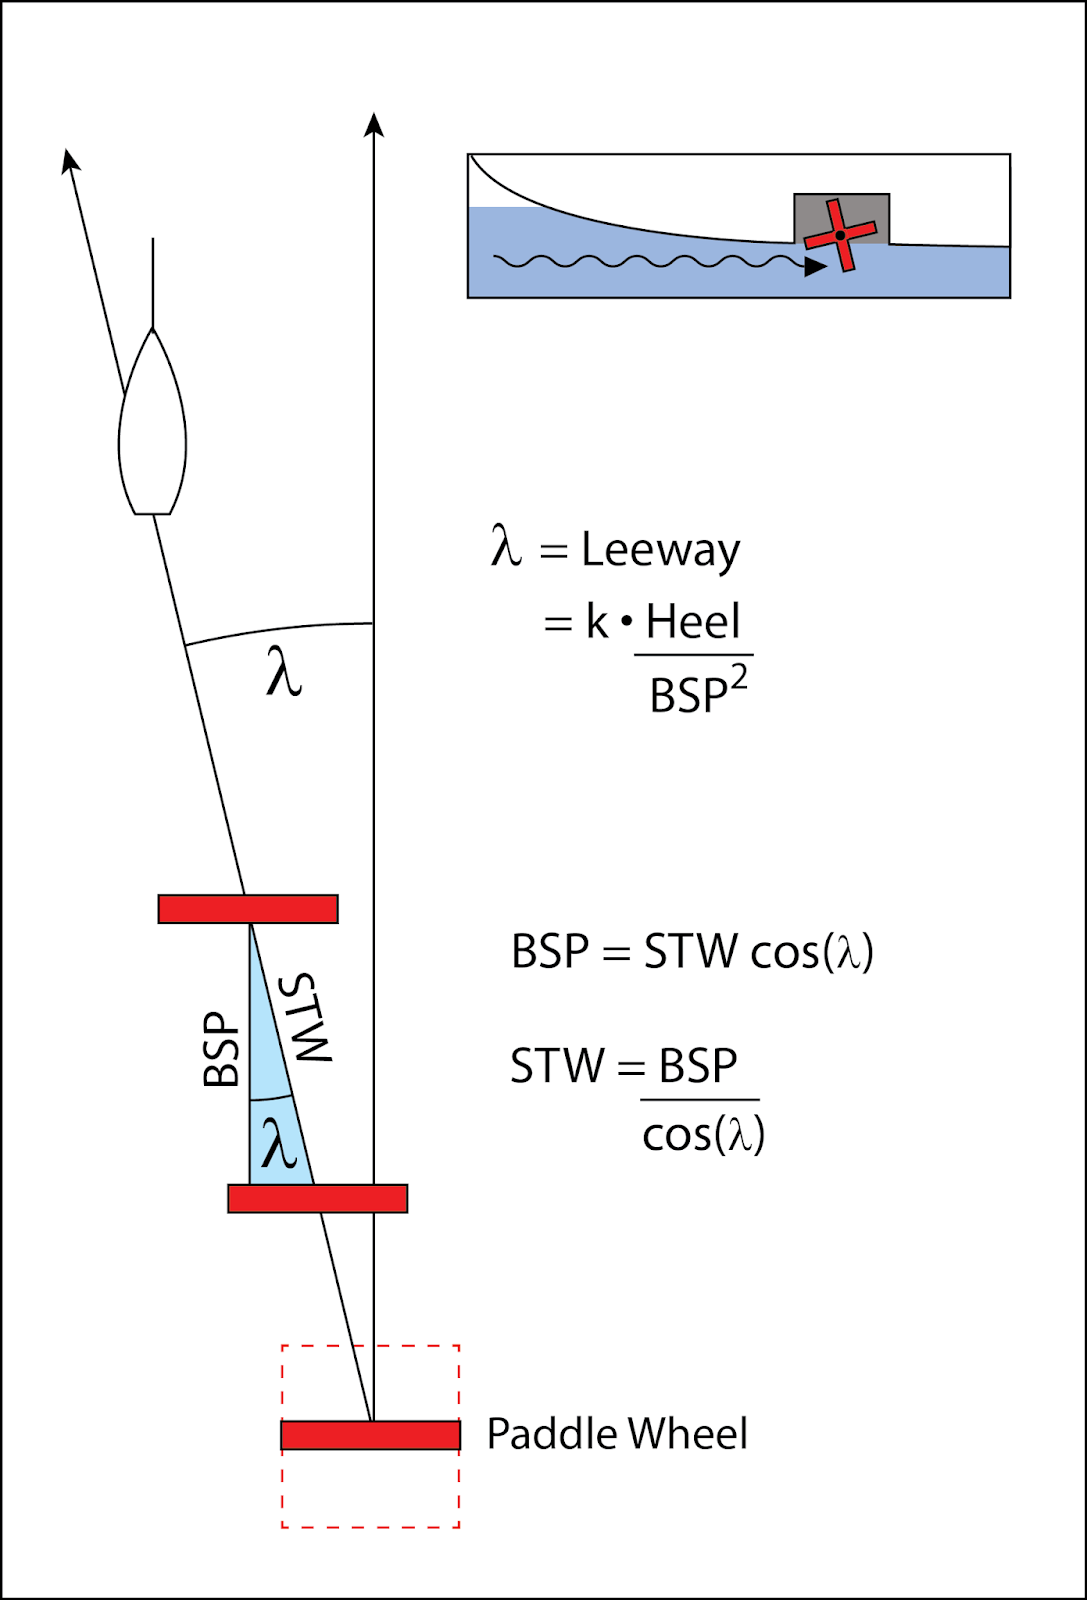 λ = Leeway
= k • Heel
BSP²
λ
BSP = STW cos(λ)
STW
BSP
STW = BSP
cos(λ)
λ
Paddle Wheel